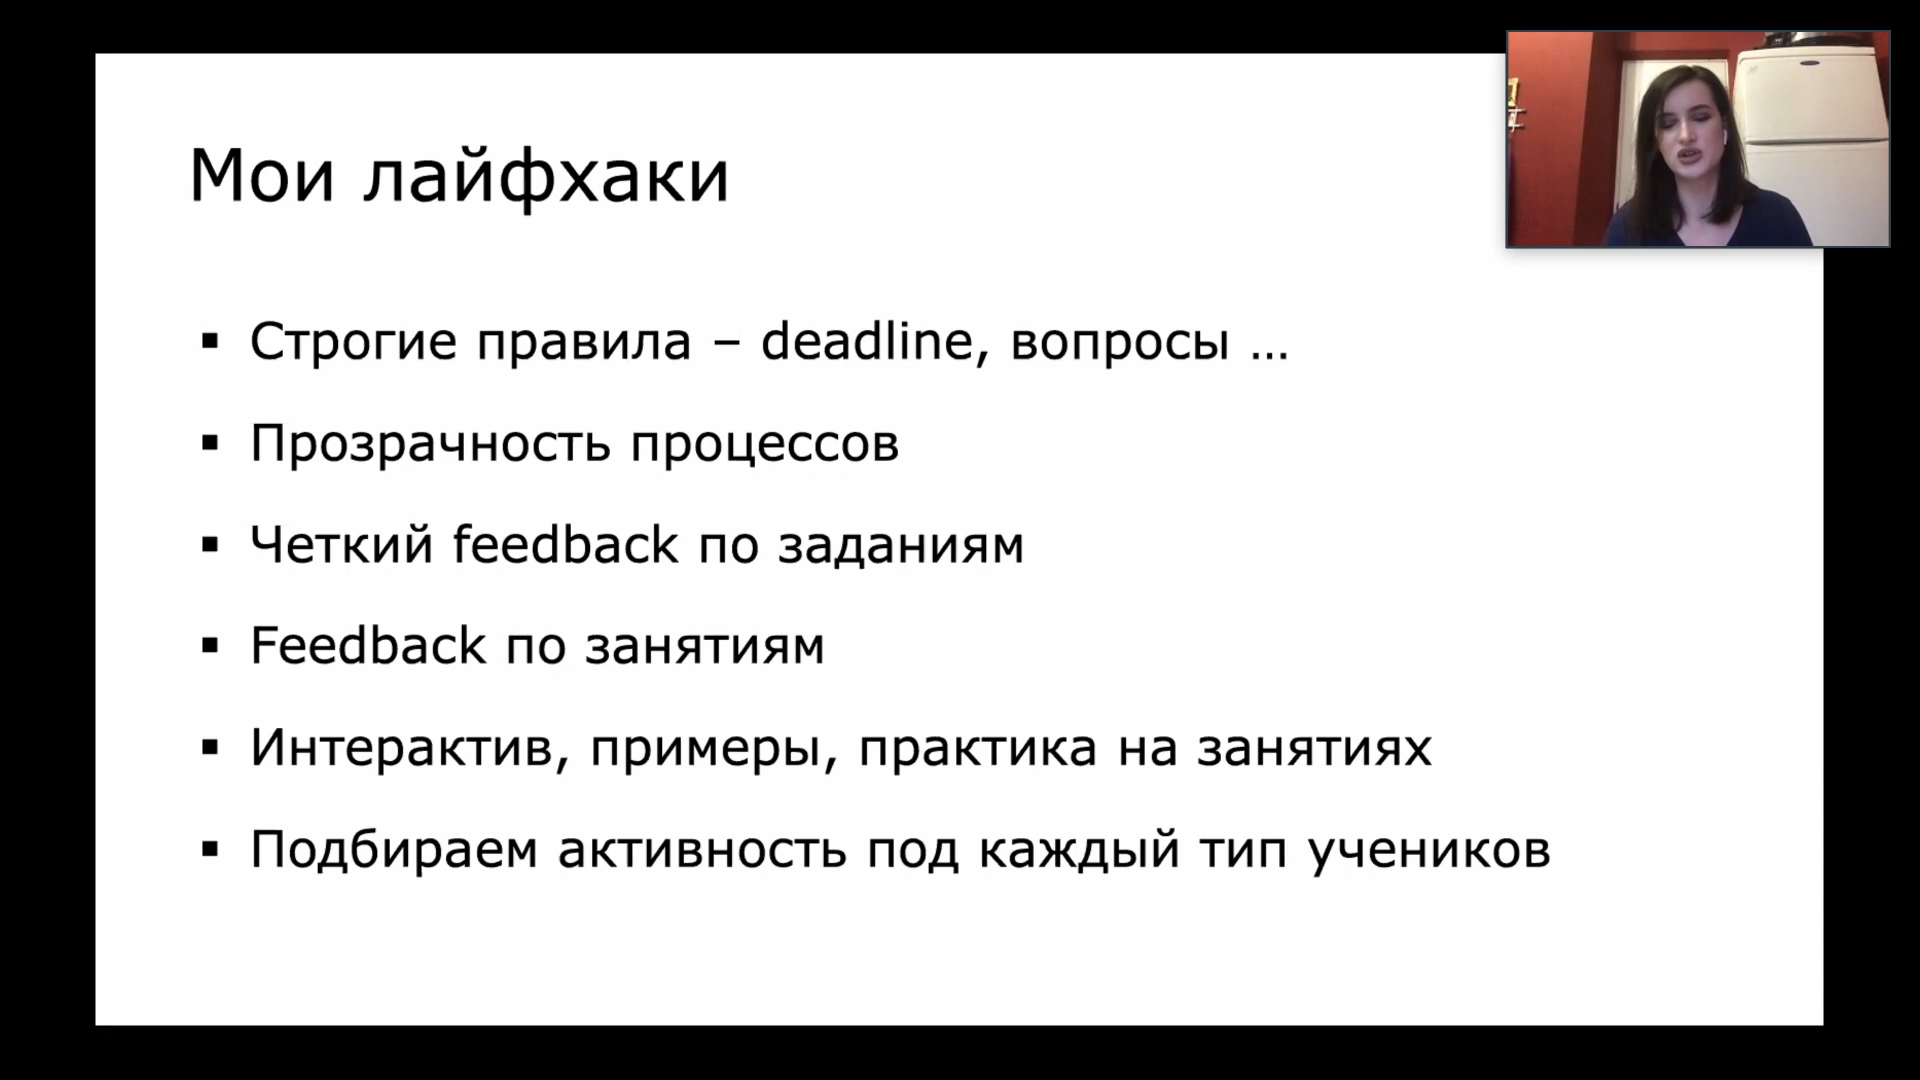 Мои лайфхаки
▪ Строгие правила – deadline, вопросы ...
▪ Прозрачность процессов
▪ Четкий feedback по заданиям
▪ Feedback по занятиям
▪ Интерактив, примеры, практика на занятиях
▪ Подбираем активность под каждый тип учеников